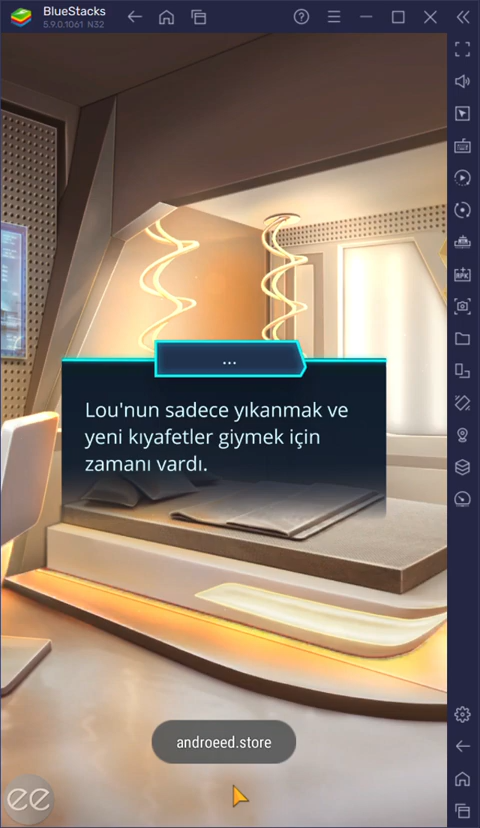 BlueStacks
5.9.0.1061 N32
...
Lou'nun sadece yıkanmak ve
yeni kıyafetler giymek için
zamanı vardı.
androeed.store
ee